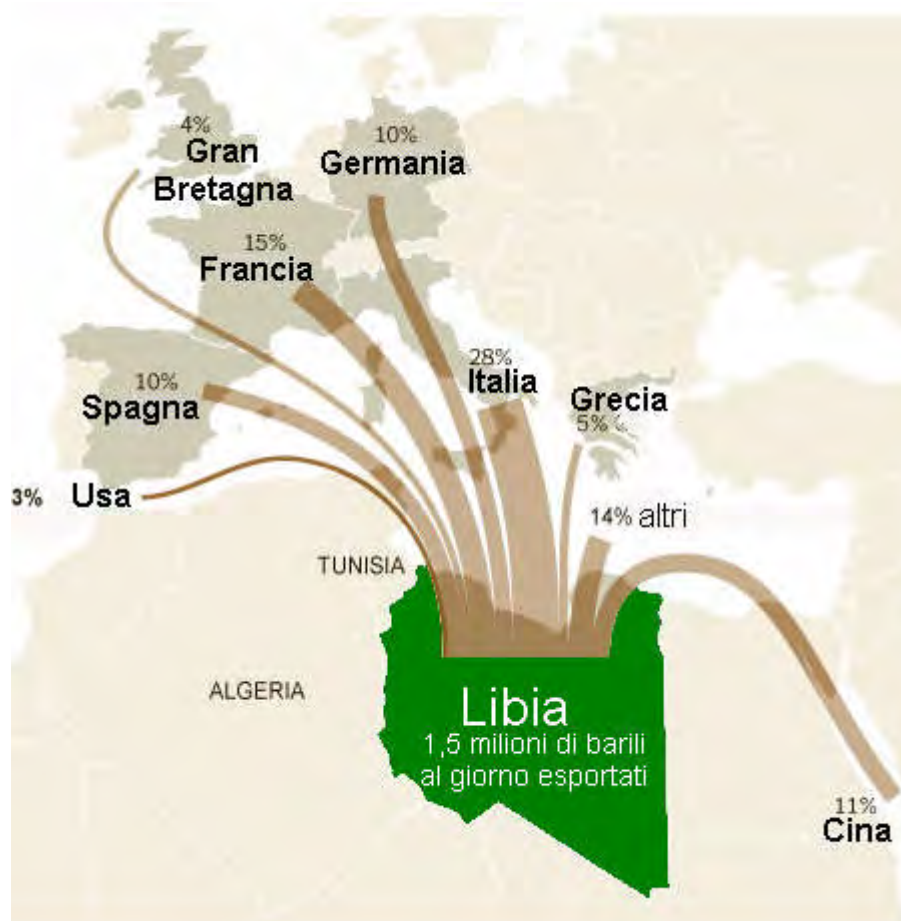 4%
Gran
Bretagna
10%
Germania
15%
Francia
28%
Italia
10%
Spagna
Grecia
5%
3% Usa
14% altri
TUNISIA
ALGERIA
Libia
1,5 milioni di barili
al giorno esportati
11%
Cina